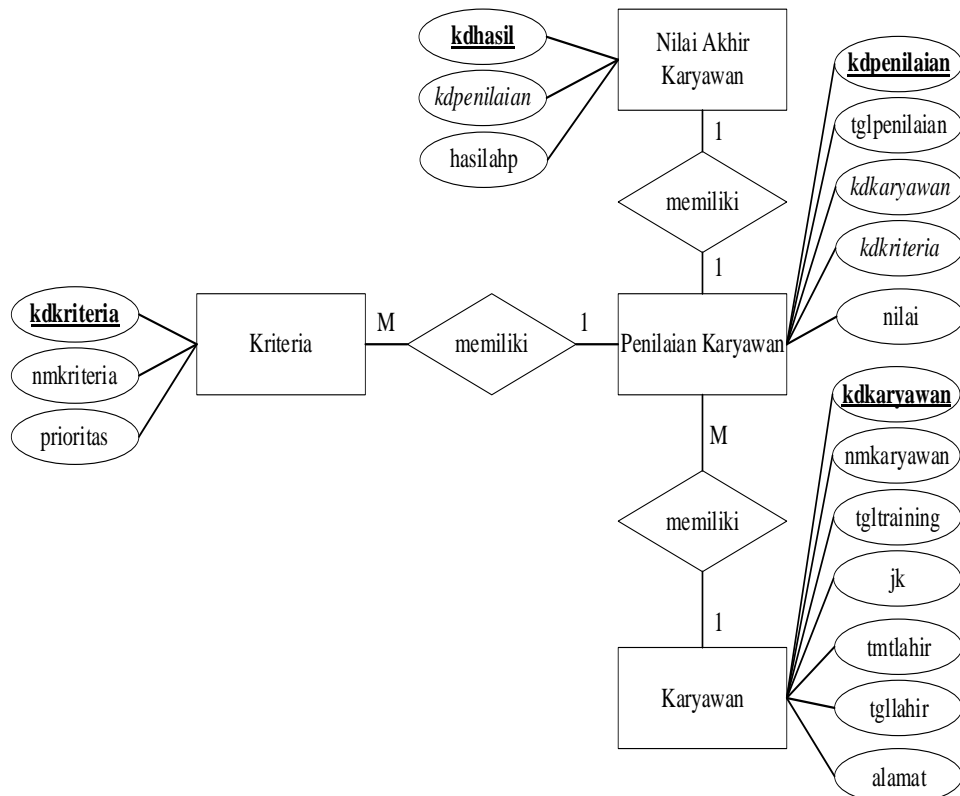 kdhasil
kdpenilaian
hasilahp
Nilai Akhir
Karyawan
kdpenilaian
tglpenilaian
kdkaryawan
kdkriteria
nilai
1
memiliki
1
kdkriteria
nmkriteria
prioritas
Kriteria
M
memiliki
1
Penilaian Karyawan
M
memiliki
1
Karyawan
kdkaryawan
nmkaryawan
tgltraining
jk
tmtlahir
tgllahir
alamat